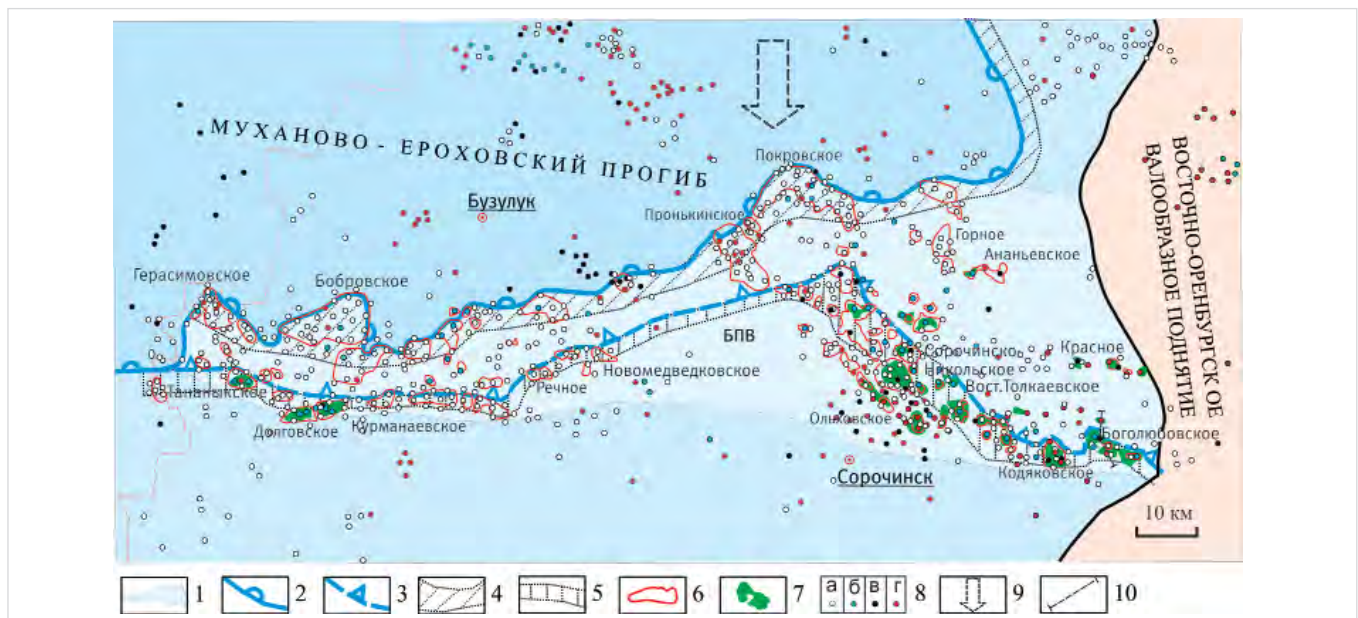 МУХАНОВО - ЕРОХОВСКИЙ ПРОГИБ
ВОСТОЧНО-ОРЕНБУРГСКОЕ
ВАЛООБРАЗНОЕ ПОДНЯТИЕ
Покровское
Бузулук
Пронькинское
Горное
Ананьевское
Герасимовское
Бобровское
БПВ
Сорочинско-
Никольское
Красное
Новомедведковское
Речное
Вост.Толкаевское
Тананыкское
Долговское
Курманаевское
Ольховское
Боголюбовское
Сорочинск
Кодяковское
10 км
1 2 3 4 5 6 7 а б в г 8 9 10